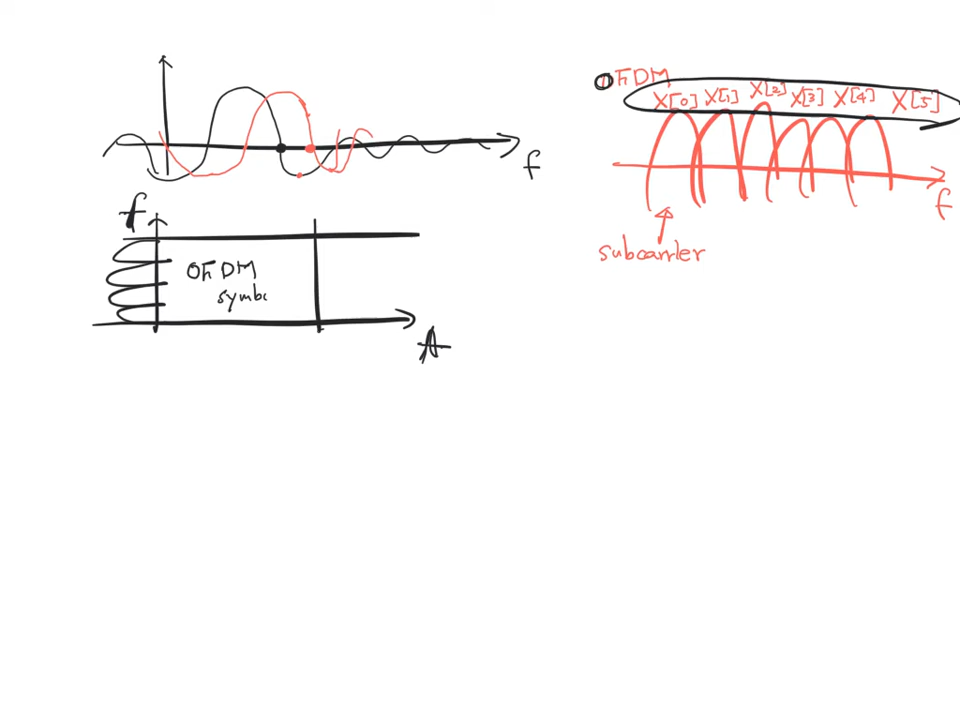 f
f
OFDM
symbo
t
OFDM
X[0] X[1] X[2] X[3] X[4] X[5]
f
subcarrier